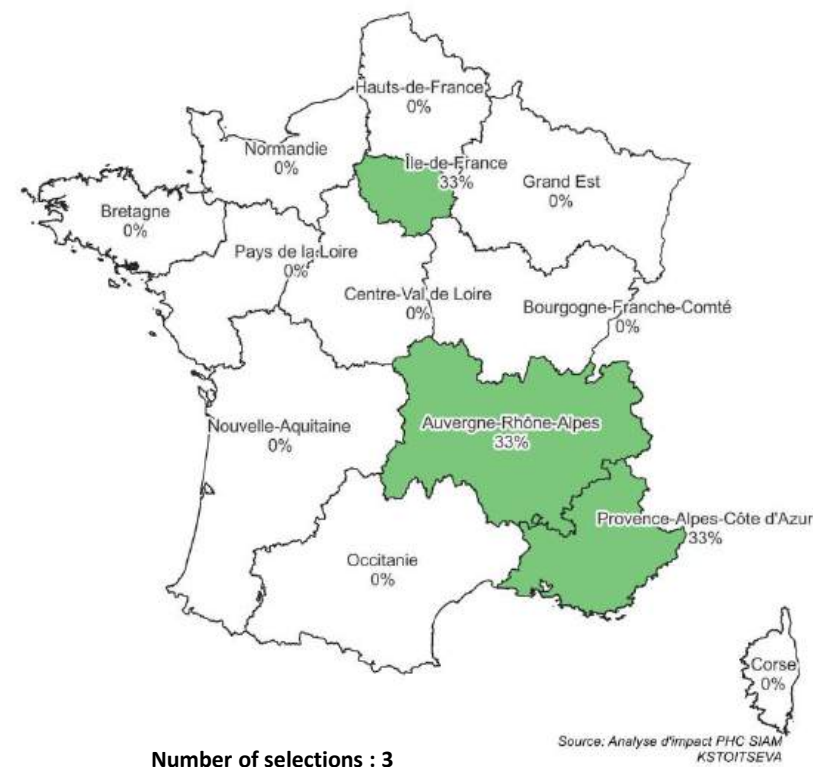 Hauts-de-France
0%
Normandie
0%
Île-de-France
33%
Grand Est
0%
Bretagne
0%
Pays de la Loire
0%
Centre-Val de Loire
0%
Bourgogne-Franche-Comté
0%
Nouvelle-Aquitaine
0%
Auvergne-Rhône-Alpes
33%
Provence-Alpes-Côte d'Azur
33%
Occitanie
0%
Corse
0%
Source: Analyse d'impact PHC SIAM
KSTOITSEVA
Number of selections : 3